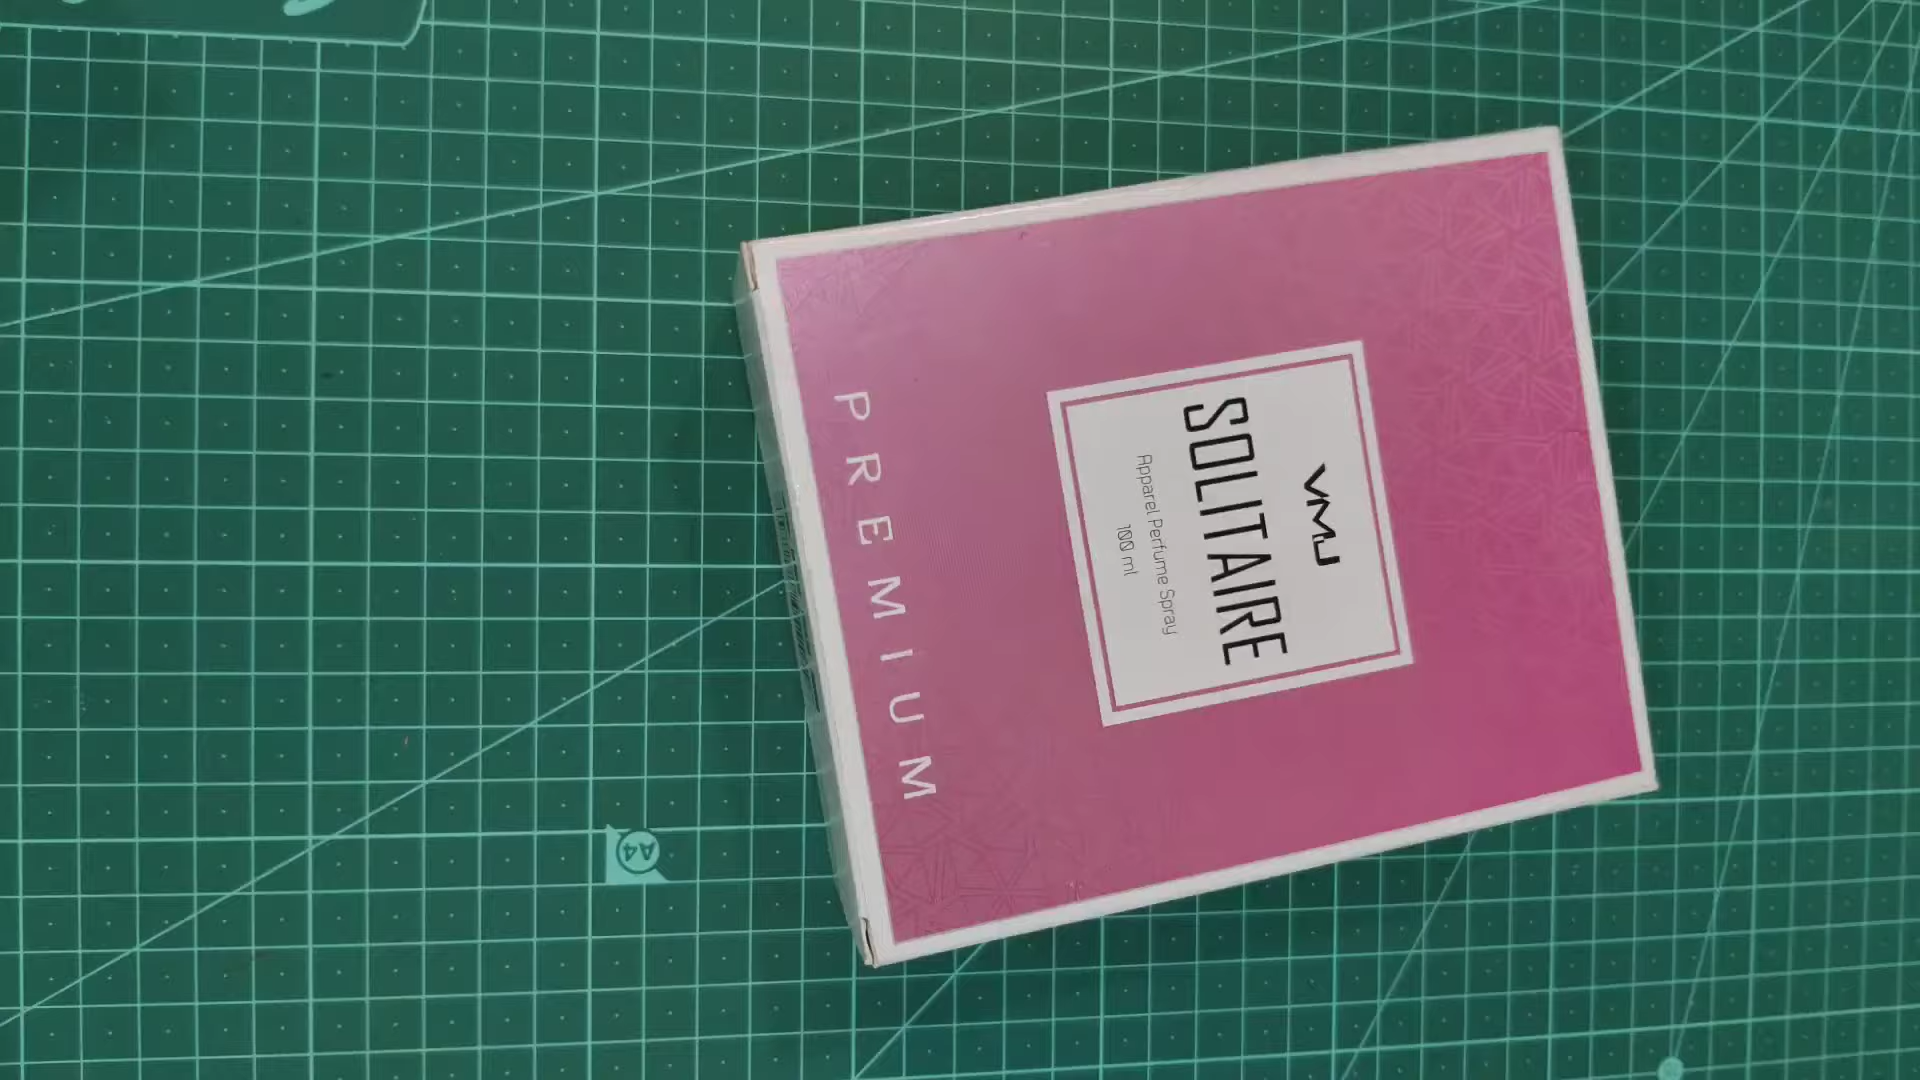 VMJ
SOLITAIRE
Apparel Perfume Spray
100 ml
PREMIUM
A4